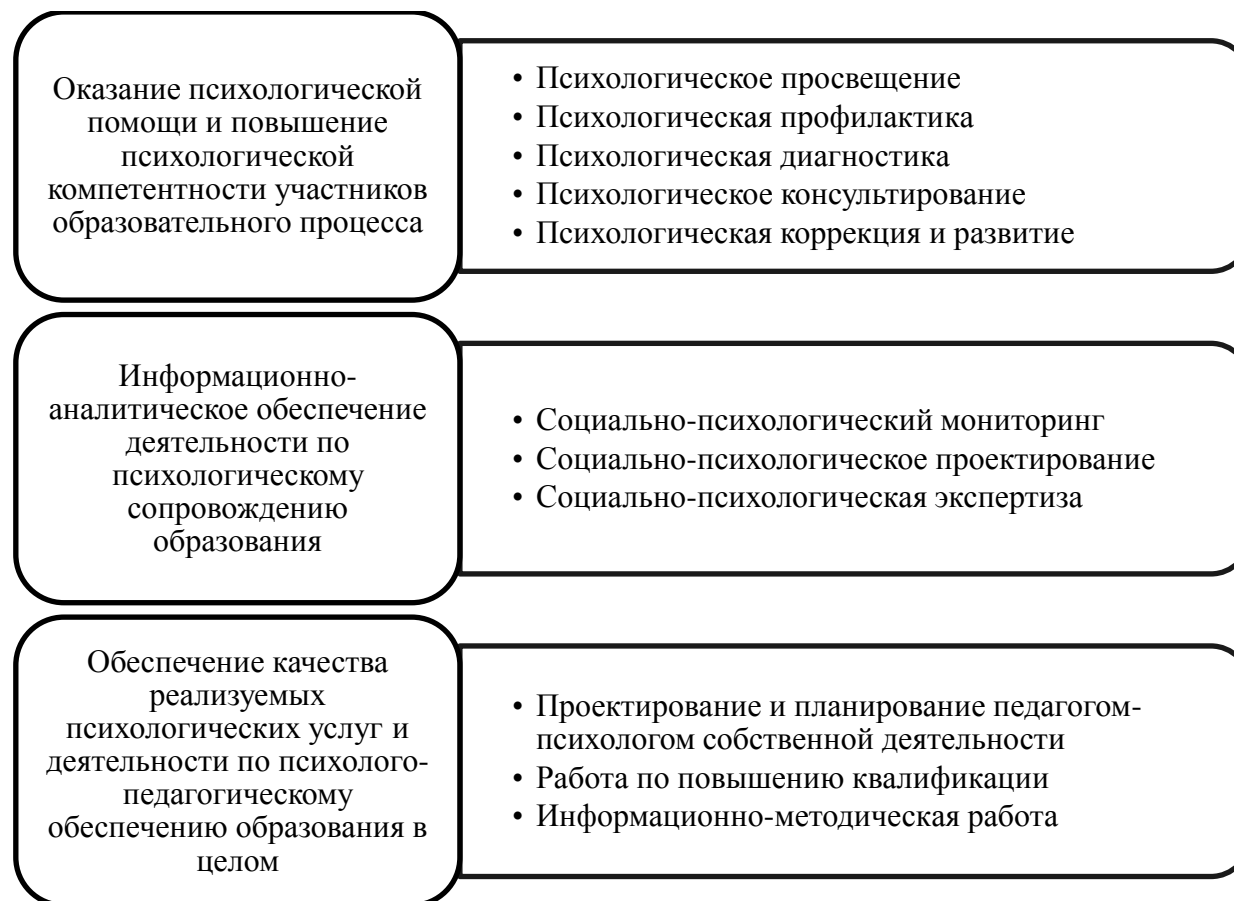 Оказание психологической
помощи и повышение
психологической
компетентности участников
образовательного процесса
• Психологическое просвещение
• Психологическая профилактика
• Психологическая диагностика
• Психологическое консультирование
• Психологическая коррекция и развитие
Информационно-
аналитическое обеспечение
деятельности по
психологическому
сопровождению
образования
• Социально-психологический мониторинг
• Социально-психологическое проектирование
• Социально-психологическая экспертиза
Обеспечение качества
реализуемых
психологических услуг и
деятельности по психолого-
педагогическому
обеспечению образования в
целом
• Проектирование и планирование педагогом-
психологом собственной деятельности
• Работа по повышению квалификации
• Информационно-методическая работа